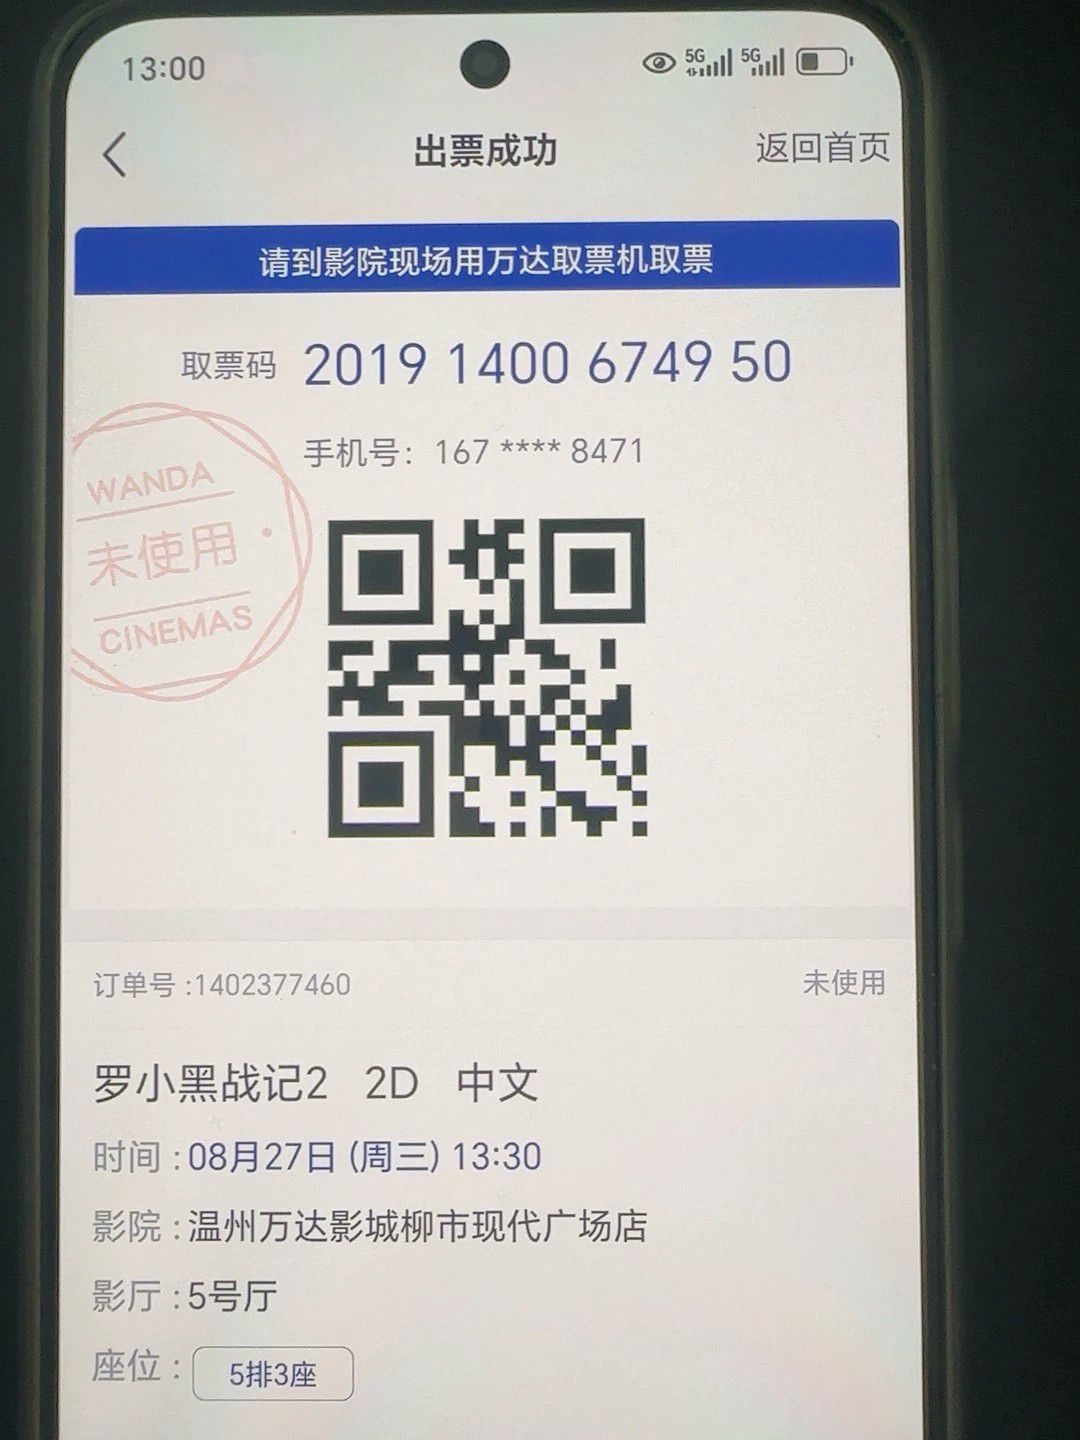 13:00 5G 5G
出票成功 返回首页
请到影院现场用万达取票机取票
取票码 2019 1400 6749 50
手机号：167 **** 8471
WANDA
未使用
CINEMAS
订单号:1402377460 未使用
罗小黑战记2 2D 中文
时间:08月27日 (周三) 13:30
影院:温州万达影城柳市现代广场店
影厅:5号厅
座位:5排3座